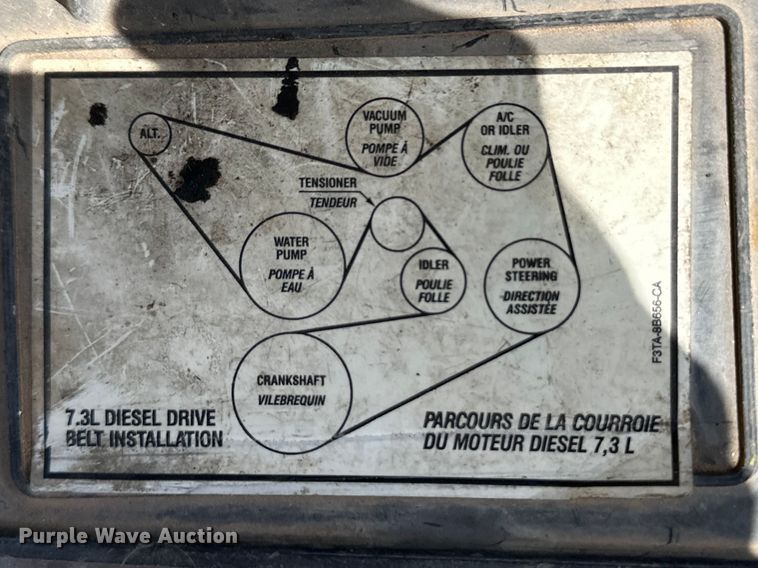 ALT.
VACUUM
PUMP
POMPE À
VIDE
A/C
OR IDLER
CLIM. OU
POULIE
FOLLE
TENSIONER
TENDEUR
WATER
PUMP
POMPE À
EAU
IDLER
POULIE
FOLLE
POWER
STEERING
DIRECTION
ASSISTÉE
F3TA-8B656-CA
CRANKSHAFT
VILEBREQUIN
7.3L DIESEL DRIVE
BELT INSTALLATION
PARCOURS DE LA COURROIE
DU MOTEUR DIESEL 7,3 L
Purple Wave Auction